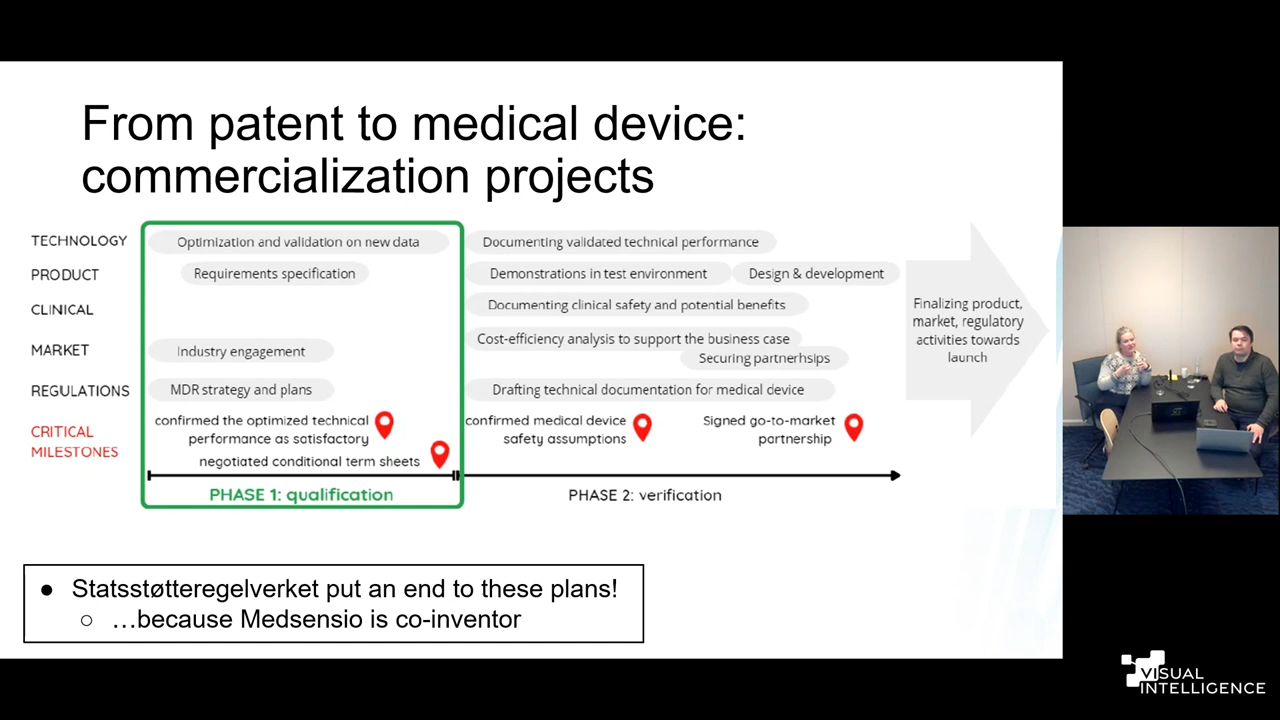 From patent to medical device:
commercialization projects
TECHNOLOGY
Optimization and validation on new data
Documenting validated technical performance
PRODUCT
Requirements specification
Demonstrations in test environment
Design & development
CLINICAL
Documenting clinical safety and potential benefits
MARKET
Industry engagement
Cost-efficiency analysis to support the business case
Securing partnerhsips
REGULATIONS
MDR strategy and plans
Drafting technical documentation for medical device
CRITICAL
MILESTONES
confirmed the optimized technical
performance as satisfactory
negotiated conditional term sheets
confirmed medical device
safety assumptions
Signed go-to-market
partnership
PHASE 1: qualification
PHASE 2: verification
Finalizing product,
market, regulatory
activities towards
launch
● Statsstøtteregelverket put an end to these plans!
○ …because Medsensio is co-inventor
VISUAL
INTELLIGENCE